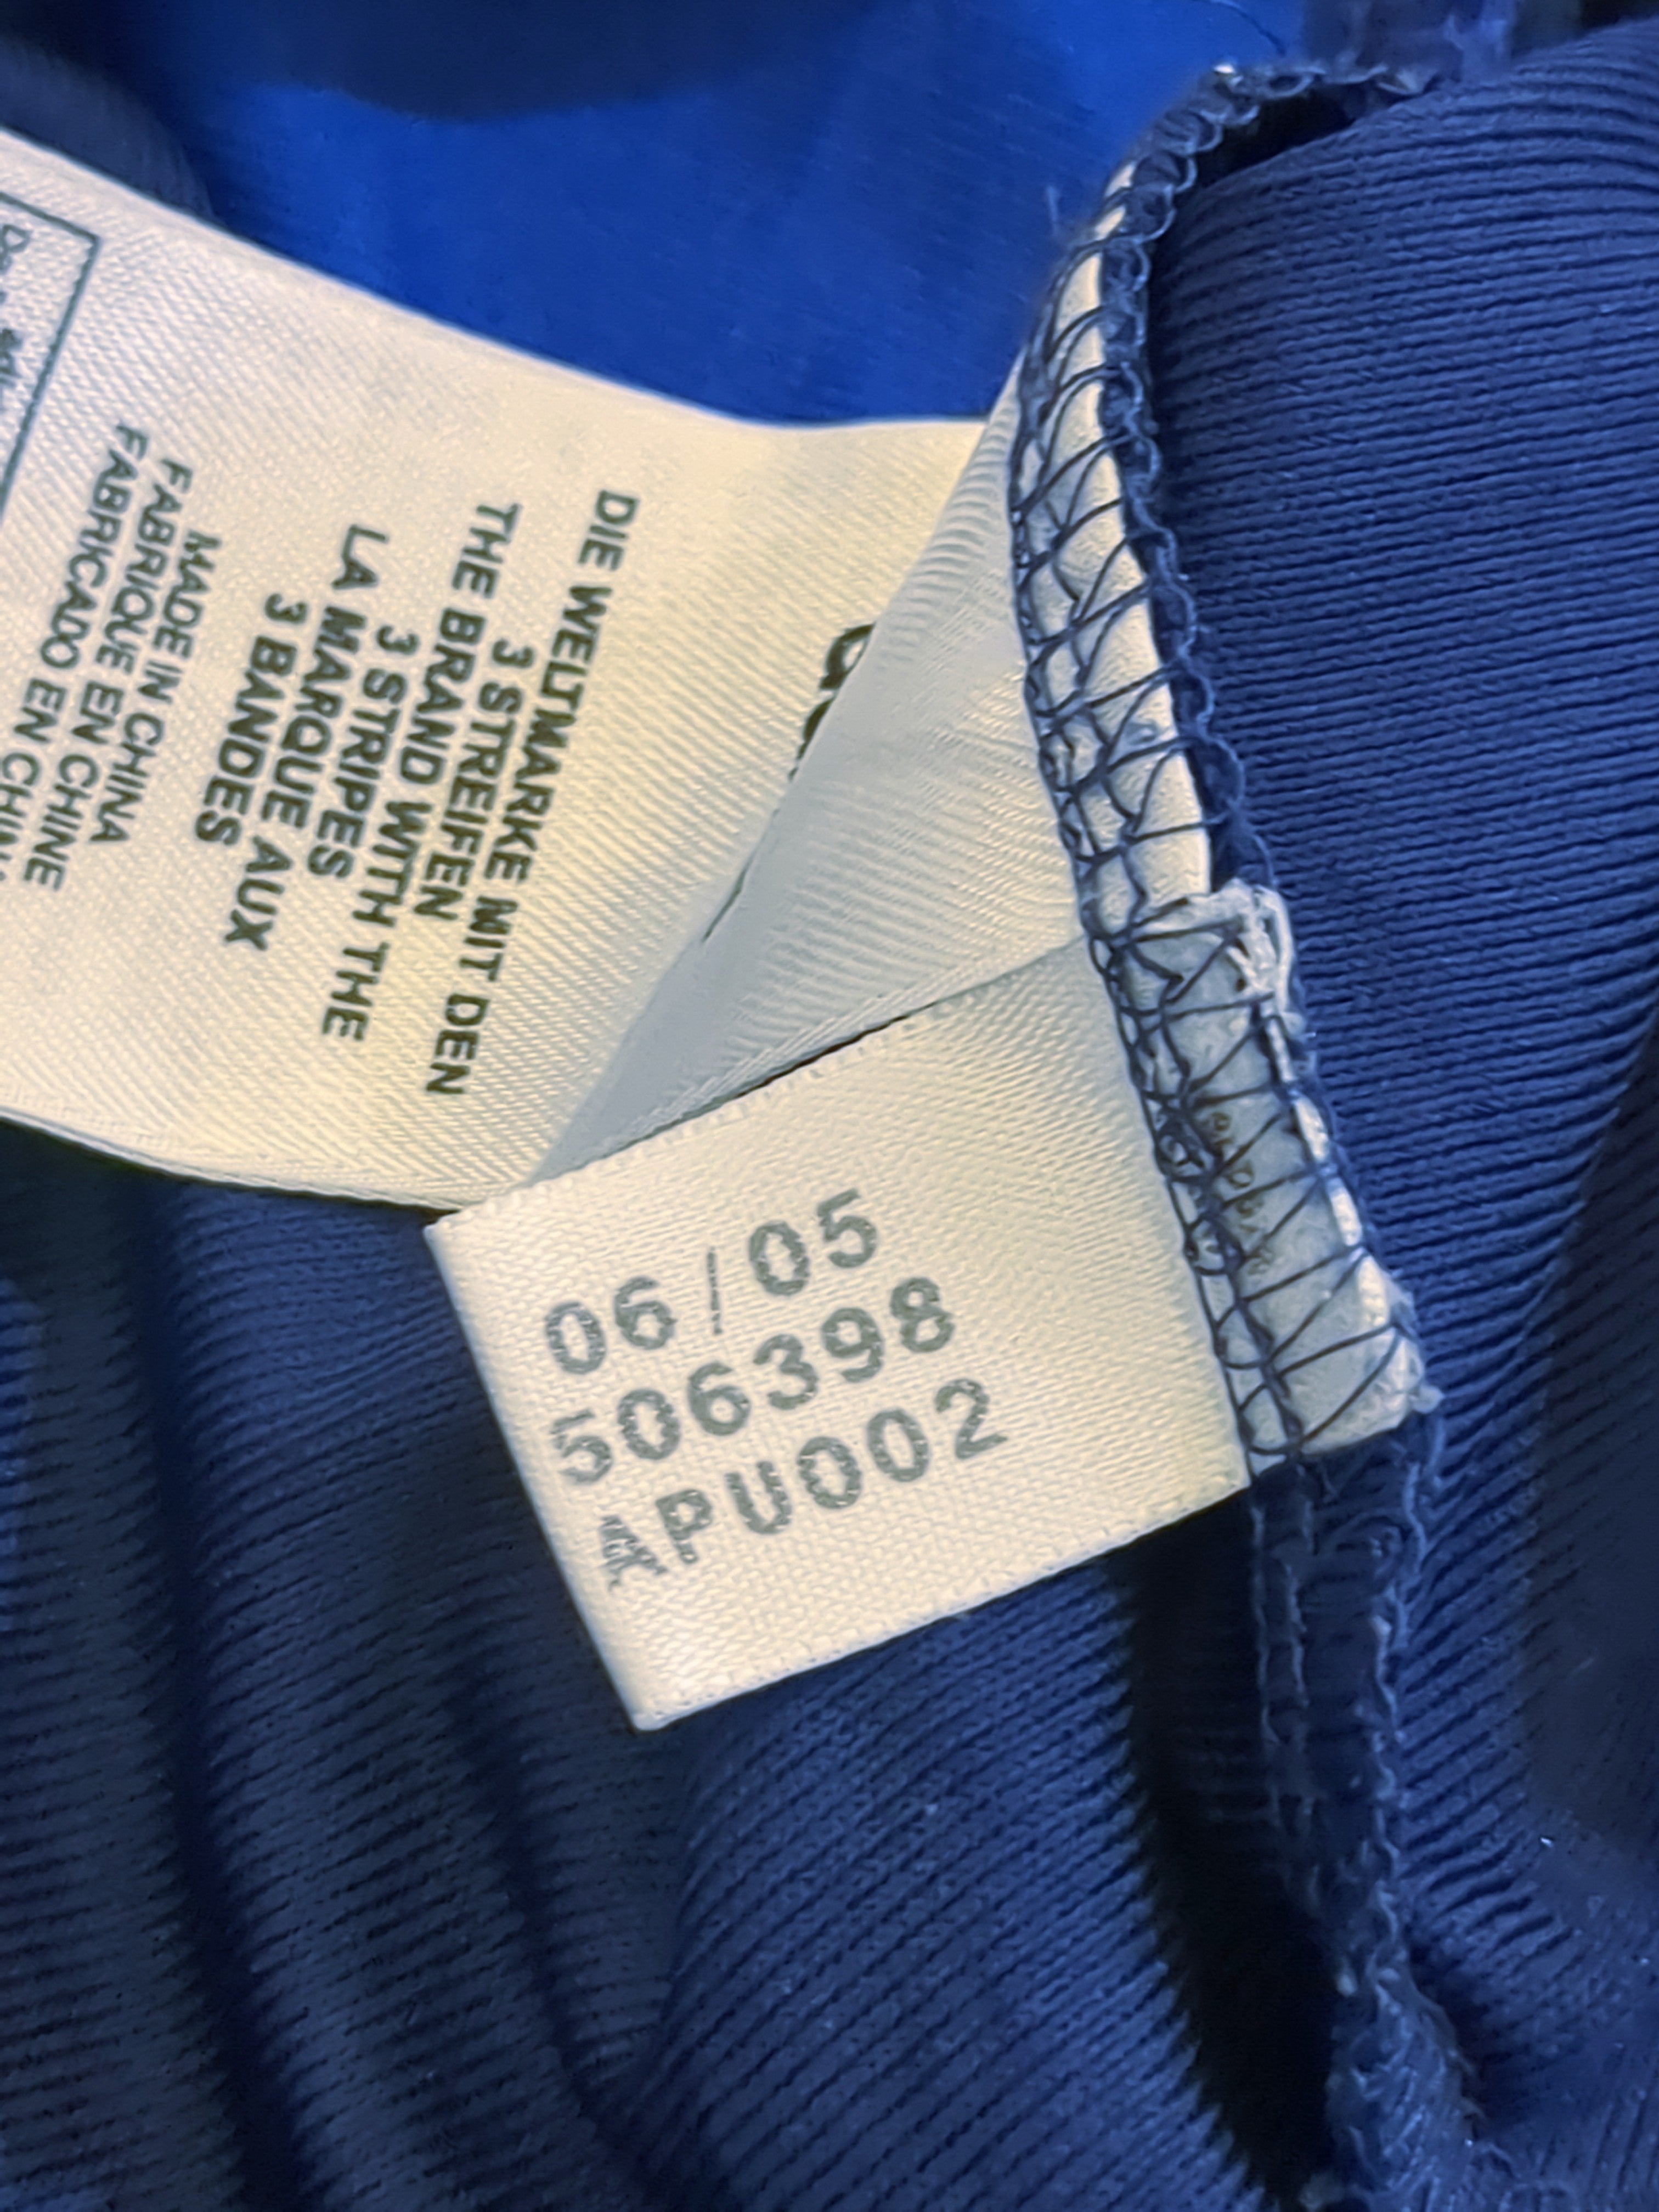 DIE WELTMARKE MIT DEN
3 STREIFEN
THE BRAND WITH THE
3 STRIPES
LA MARQUE AUX
3 BANDES
MADE IN CHINA
FABRIQUE EN CHINE
FABRICADO EN CHINA
06/05
506398
APU002